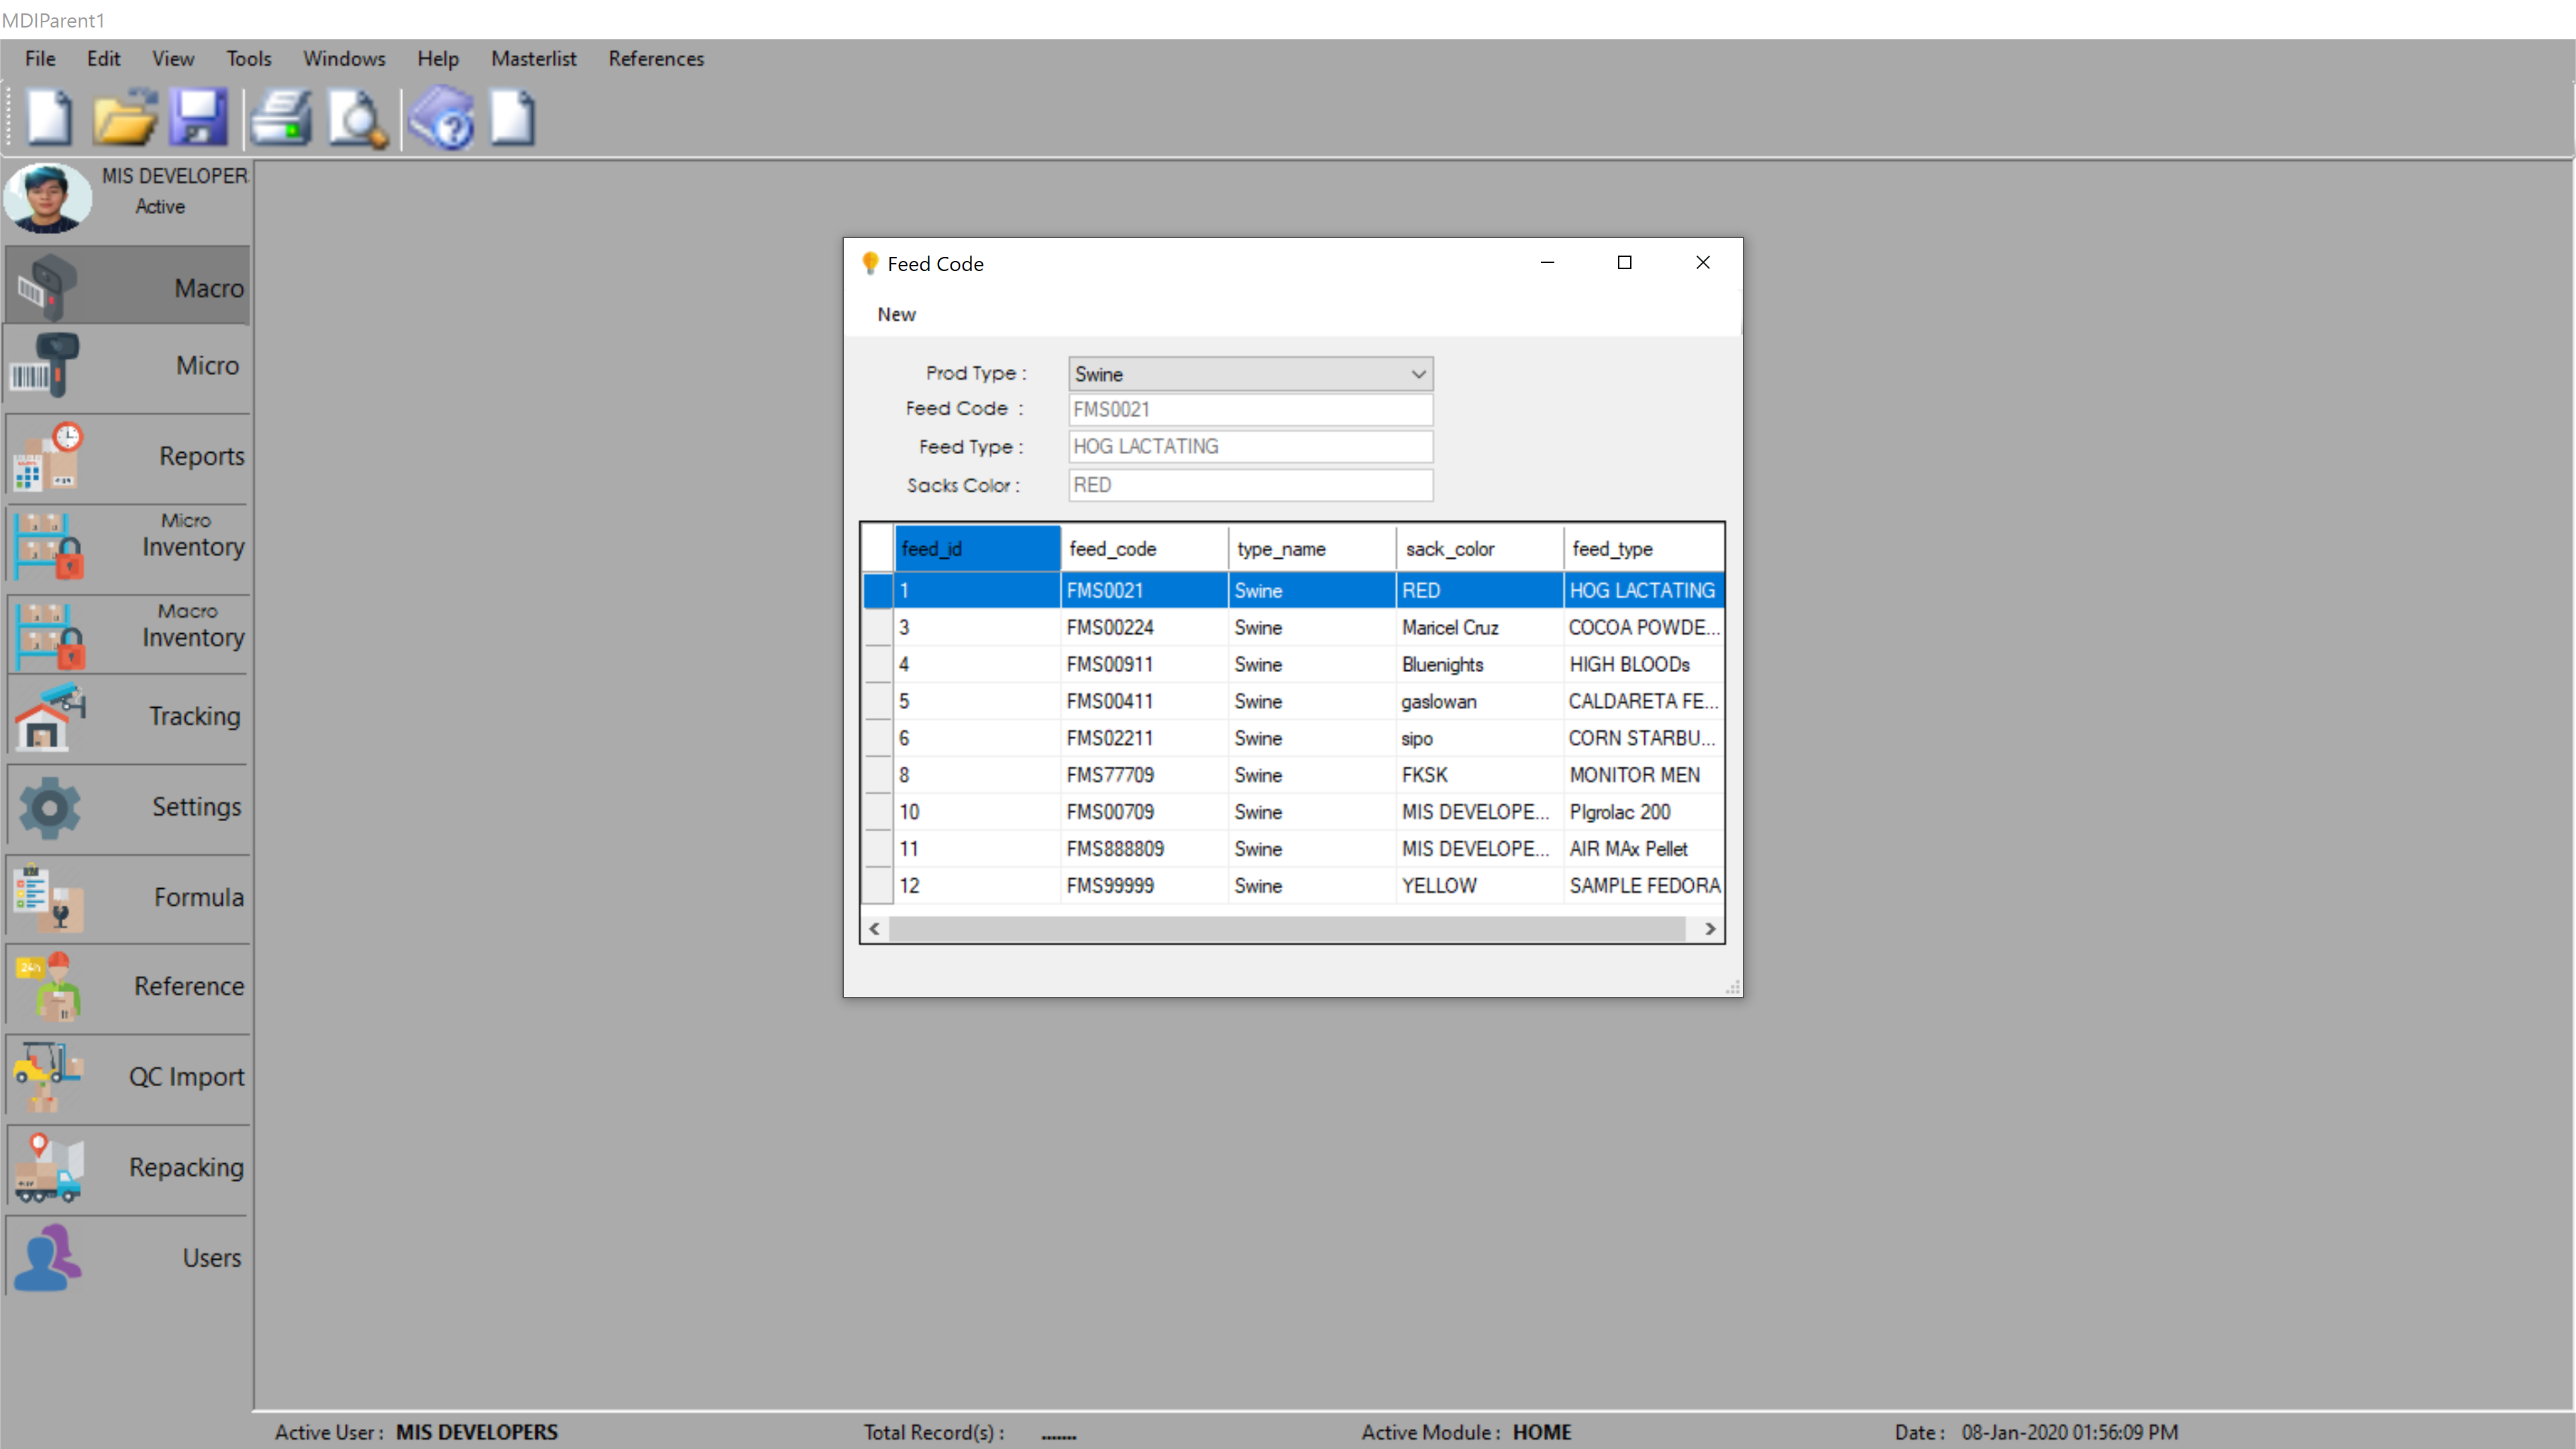 MDIParent1
File Edit View Tools Windows Help Masterlist References
MIS DEVELOPER
Active
Macro
Micro
Reports
Micro
Inventory
Macro
Inventory
Tracking
Settings
Formula
24h
Reference
QC Import
Repacking
Users
Feed Code
New
Prod Type : Swine
Feed Code : FMS0021
Feed Type : HOG LACTATING
Sacks Color : RED
feed_id feed_code type_name sack_color feed_type
1 FMS0021 Swine RED HOG LACTATING
3 FMS00224 Swine Maricel Cruz COCOA POWDE...
4 FMS00911 Swine Bluenights HIGH BLOODs
5 FMS00411 Swine gaslowan CALDARETA FE...
6 FMS02211 Swine sipo CORN STARBU...
8 FMS77709 Swine FKSK MONITOR MEN
10 FMS00709 Swine MIS DEVELOPE... PIgrolac 200
11 FMS888809 Swine MIS DEVELOPE... AIR MAx Pellet
12 FMS99999 Swine YELLOW SAMPLE FEDORA
Active User : MIS DEVELOPERS Total Record(s) : ....... Active Module : HOME Date : 08-Jan-2020 01:56:09 PM